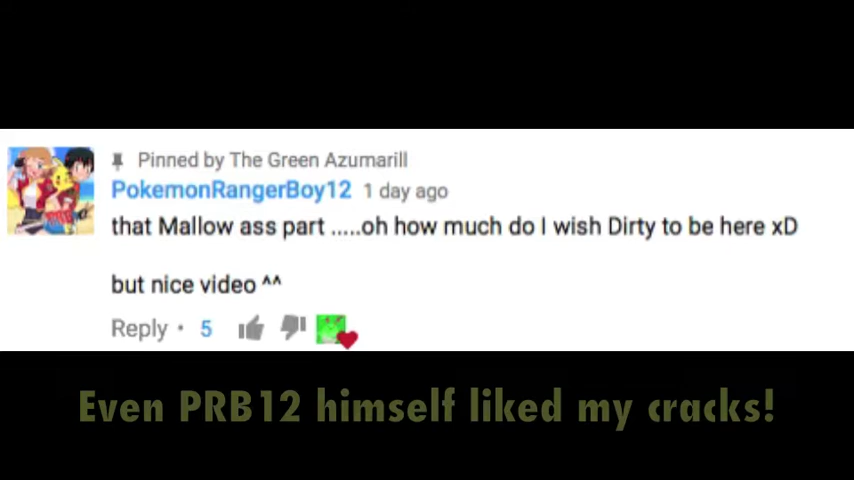 Pinned by The Green Azumarill
PokemonRangerBoy12 1 day ago
that Mallow ass part .....oh how much do I wish Dirty to be here xD
but nice video ^^
Reply • 5
Even PRB12 himself liked my cracks!